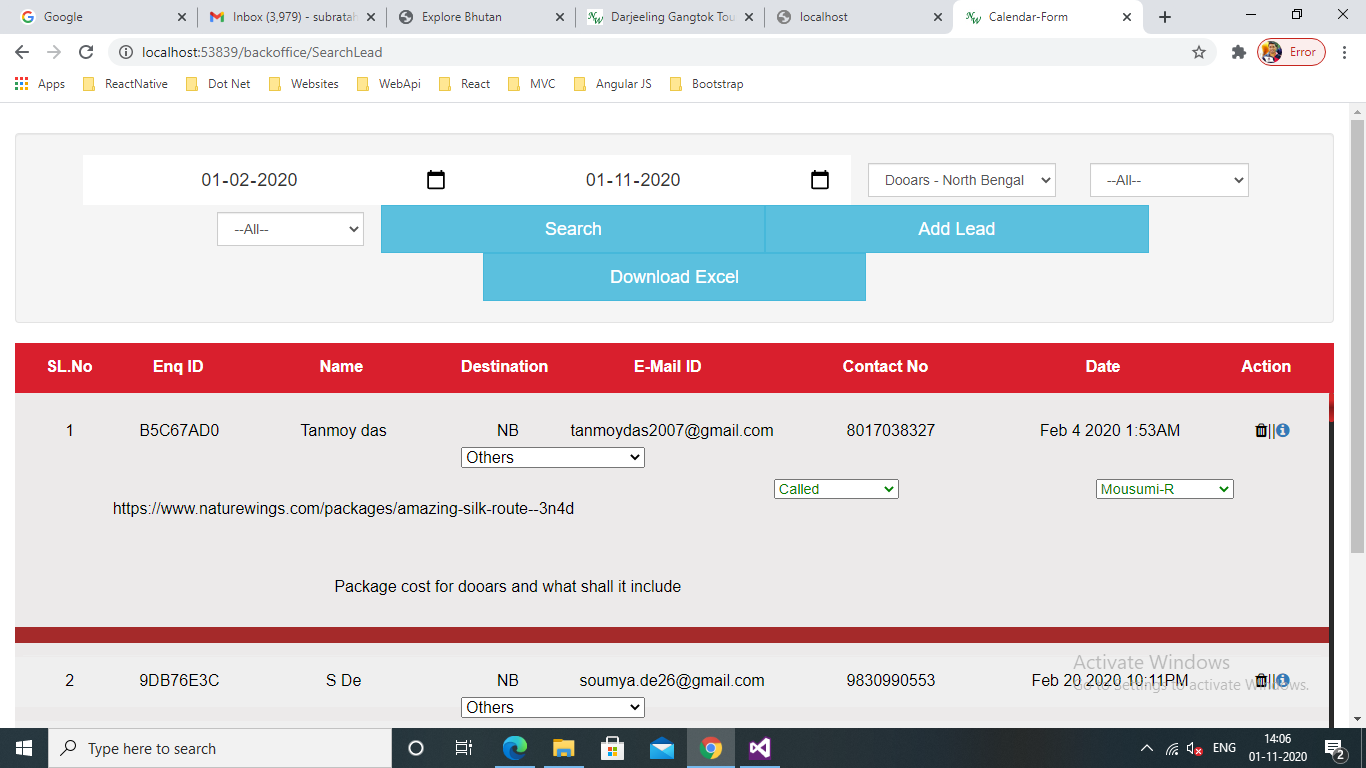 Google
Inbox (3,979) - subratah
Explore Bhutan
Darjeeling Gangtok Tou
localhost
Calendar-Form
localhost:53839/backoffice/SearchLead
Error
Apps
ReactNative
Dot Net
Websites
WebApi
React
MVC
Angular JS
Bootstrap
01-02-2020
01-11-2020
Dooars - North Bengal
--All--
--All--
Search
Add Lead
Download Excel
SL.No Enq ID Name Destination E-Mail ID Contact No Date Action
1 B5C67AD0 Tanmoy das NB tanmoydas2007@gmail.com 8017038327 Feb 4 2020 1:53AM ||
Others
Called
Mousumi-R
https://www.naturewings.com/packages/amazing-silk-route--3n4d
Package cost for dooars and what shall it include
Activate Windows
2 9DB76E3C S De NB soumya.de26@gmail.com 9830990553 Feb 20 2020 10:11PM ||
Go to Settings to activate Windows.
Others
Type here to search
ENG
14:06
01-11-2020
2